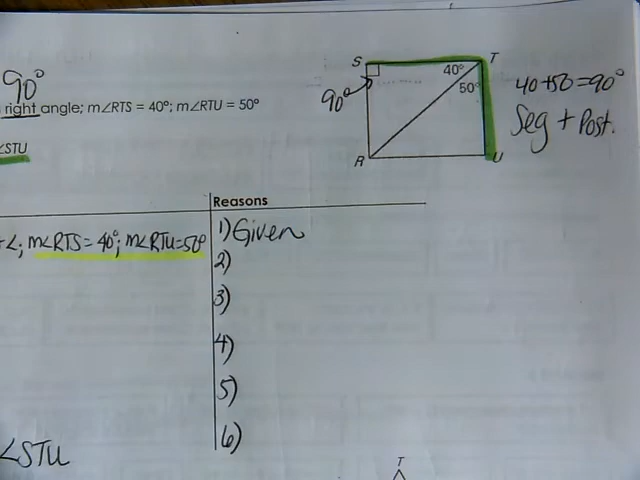 90°
right angle; m∠RTS = 40°; m∠RTU = 50°
∠STU
S T
40°
50°
90°
R U
40+50=90°
Seg + Post.
Reasons
∠; m∠RTS = 40°; m∠RTU = 50°
1) Given
2)
3)
4)
5)
6)
∠STU
T